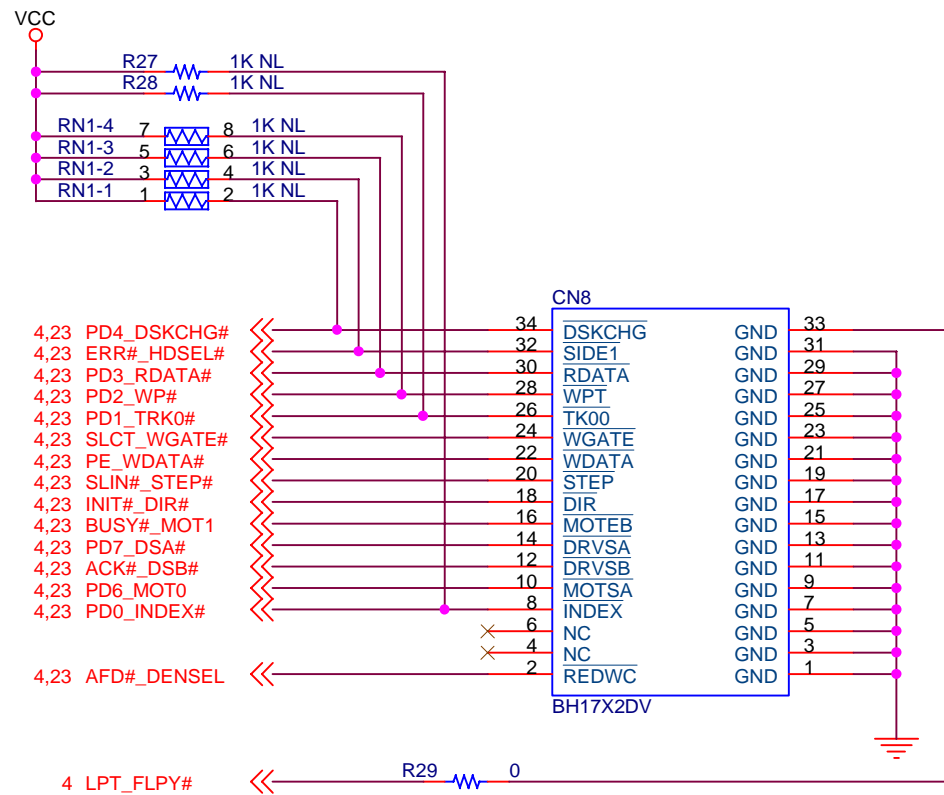 VCC
R27 1K NL
R28 1K NL
RN1-4 7 8 1K NL
RN1-3 5 6 1K NL
RN1-2 3 4 1K NL
RN1-1 1 2 1K NL
CN8
4,23 PD4_DSKCHG# 34 DSKCHG GND 33
4,23 ERR#_HDSEL# 32 SIDE1 GND 31
4,23 PD3_RDATA# 30 RDATA GND 29
4,23 PD2_WP# 28 WPT GND 27
4,23 PD1_TRK0# 26 TK00 GND 25
4,23 SLCT_WGATE# 24 WGATE GND 23
4,23 PE_WDATA# 22 WDATA GND 21
4,23 SLIN#_STEP# 20 STEP GND 19
4,23 INIT#_DIR# 18 DIR GND 17
4,23 BUSY#_MOT1 16 MOTEB GND 15
4,23 PD7_DSA# 14 DRVSA GND 13
4,23 ACK#_DSB# 12 DRVSB GND 11
4,23 PD6_MOT0 10 MOTSA GND 9
4,23 PD0_INDEX# 8 INDEX GND 7
6 NC GND 5
4 NC GND 3
4,23 AFD#_DENSEL 2 REDWC GND 1
BH17X2DV
4 LPT_FLPY# R29 0